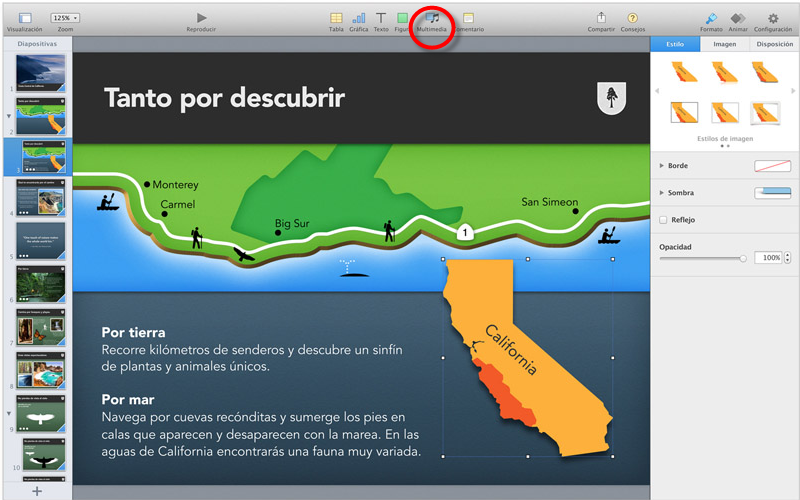 125%
Visualización Zoom Reproducir Tabla Gráfica Texto Figura Multimedia Comentario Compartir Consejos Formato Animar Configuración
Diapositivas
Estilo Imagen Disposición
1
2
3
4
5
6
7
8
9
10
Tanto por descubrir
Monterey
Carmel
Big Sur
San Simeon
1
California
Por tierra
Recorre kilómetros de senderos y descubre un sinfín
de plantas y animales únicos.
Por mar
Navega por cuevas recónditas y sumerge los pies en
calas que aparecen y desaparecen con la marea. En las
aguas de California encontrarás una fauna muy variada.
Estilos de imagen
Borde
Sombra
Reflejo
Opacidad
100%